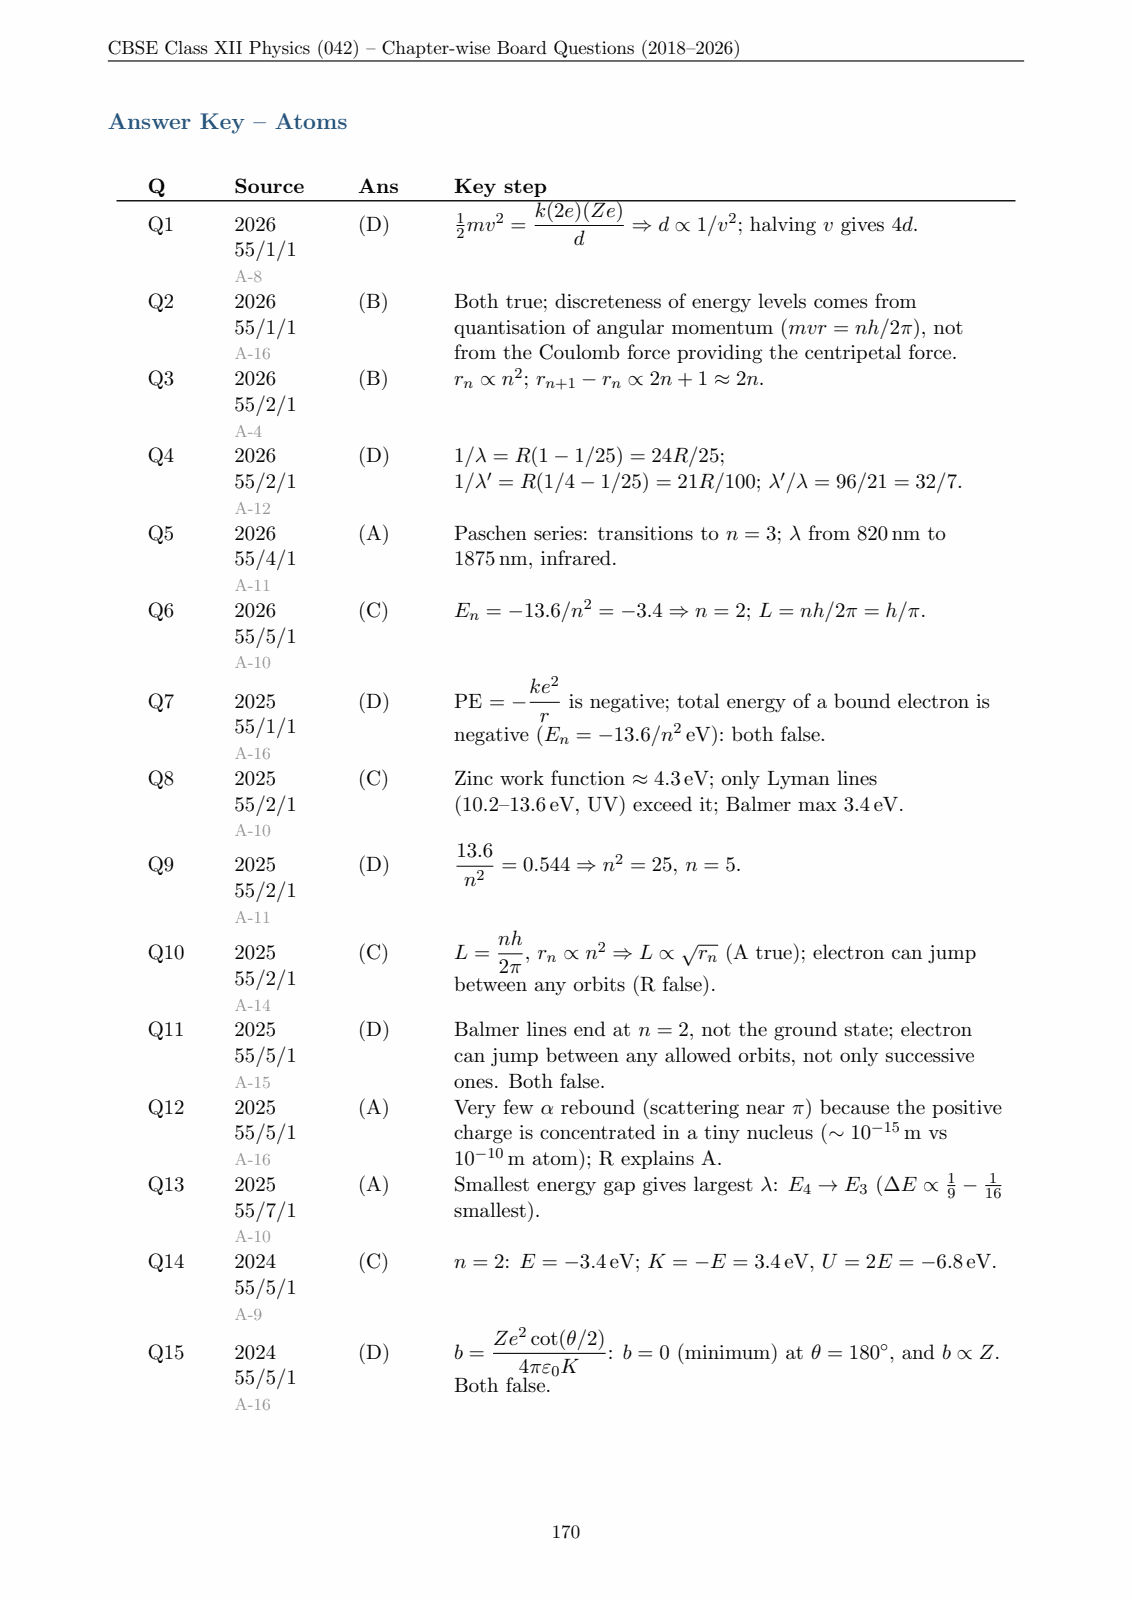 CBSE Class XII Physics (042) – Chapter-wise Board Questions (2018–2026)
Answer Key – Atoms
Q Source Ans Key step
Q1 2026 (D) ½mv² = k(2e)(Ze)/d ⇒ d ∝ 1/v²; halving v gives 4d.
55/1/1
A-8
Q2 2026 (B) Both true; discreteness of energy levels comes from
55/1/1 quantisation of angular momentum (mvr = nh/2π), not
A-16 from the Coulomb force providing the centripetal force.
Q3 2026 (B) rₙ ∝ n²; rₙ₊₁ − rₙ ∝ 2n + 1 ≈ 2n.
55/2/1
A-4
Q4 2026 (D) 1/λ = R(1 − 1/25) = 24R/25;
55/2/1 1/λ′ = R(1/4 − 1/25) = 21R/100; λ′/λ = 96/21 = 32/7.
A-12
Q5 2026 (A) Paschen series: transitions to n = 3; λ from 820 nm to
55/4/1 1875 nm, infrared.
A-11
Q6 2026 (C) Eₙ = −13.6/n² = −3.4 ⇒ n = 2; L = nh/2π = h/π.
55/5/1
A-10
Q7 2025 (D) PE = −ke²/r is negative; total energy of a bound electron is
55/1/1 negative (Eₙ = −13.6/n² eV): both false.
A-16
Q8 2025 (C) Zinc work function ≈ 4.3 eV; only Lyman lines
55/2/1 (10.2–13.6 eV, UV) exceed it; Balmer max 3.4 eV.
A-10
Q9 2025 (D) 13.6/n² = 0.544 ⇒ n² = 25, n = 5.
55/2/1
A-11
Q10 2025 (C) L = nh/2π, rₙ ∝ n² ⇒ L ∝ √rₙ (A true); electron can jump
55/2/1 between any orbits (R false).
A-14
Q11 2025 (D) Balmer lines end at n = 2, not the ground state; electron
55/5/1 can jump between any allowed orbits, not only successive
A-15 ones. Both false.
Q12 2025 (A) Very few α rebound (scattering near π) because the positive
55/5/1 charge is concentrated in a tiny nucleus (∼ 10⁻¹⁵ m vs
A-16 10⁻¹⁰ m atom); R explains A.
Q13 2025 (A) Smallest energy gap gives largest λ: E₄ → E₃ (ΔE ∝ 1/9 − 1/16
55/7/1 smallest).
A-10
Q14 2024 (C) n = 2: E = −3.4 eV; K = −E = 3.4 eV, U = 2E = −6.8 eV.
55/5/1
A-9
Q15 2024 (D) b = Ze² cot(θ/2)/4πε₀K: b = 0 (minimum) at θ = 180°, and b ∝ Z.
55/5/1 Both false.
A-16
170